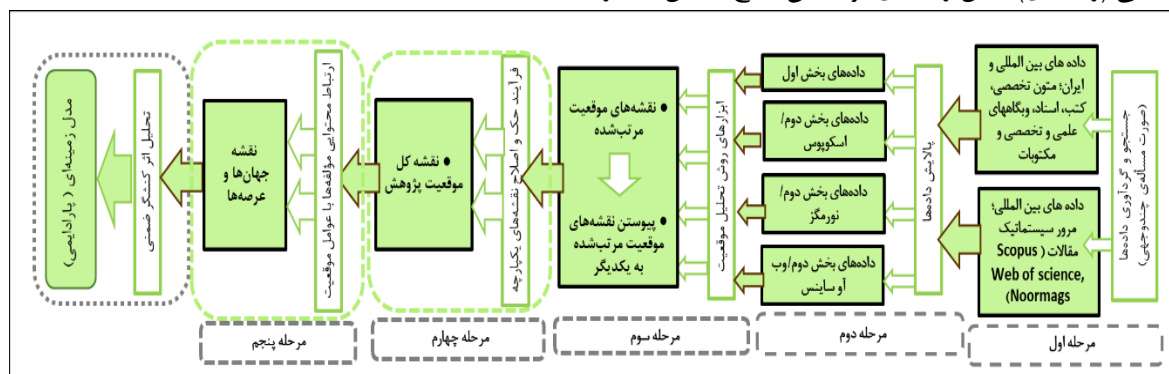 جستجو و گردآوری داده‌ها
(صورت مسأله‌ی چندوجهی)
داده های بین المللی و
ایران؛ متون تخصصی،
کتب، اسناد، وبگاههای
علمی و تخصصی و
مکتوبات
داده های بین المللی؛
مرور سیستماتیک
مقالات (Scopus
Web of science,
Noormags)
مرحله اول
پالایش داده‌ها
داده‌های بخش اول
داده‌های بخش دوم/
اسکوپوس
داده‌های بخش دوم/
نورمگز
داده‌های بخش دوم/وب
آو ساینس
مرحله دوم
ابزارهای روش تحلیل موقعیت
• نقشه‌های موقعیت
مرتب‌شده
• پیوستن نقشه‌های
موقعیت مرتب‌شده
به یکدیگر
مرحله سوم
فرآیند حک و اصلاح نقشه‌های یکپارچه
• نقشه کل
موقعیت پژوهش
مرحله چهارم
ارتباط محتوایی مؤلفه‌ها با عوامل موقعیت
نقشه
جهان‌ها و
عرصه‌ها
مرحله پنجم
تحلیل اثر کنشگر ضمنی
مدل زمینه‌ای (پارادایمی)